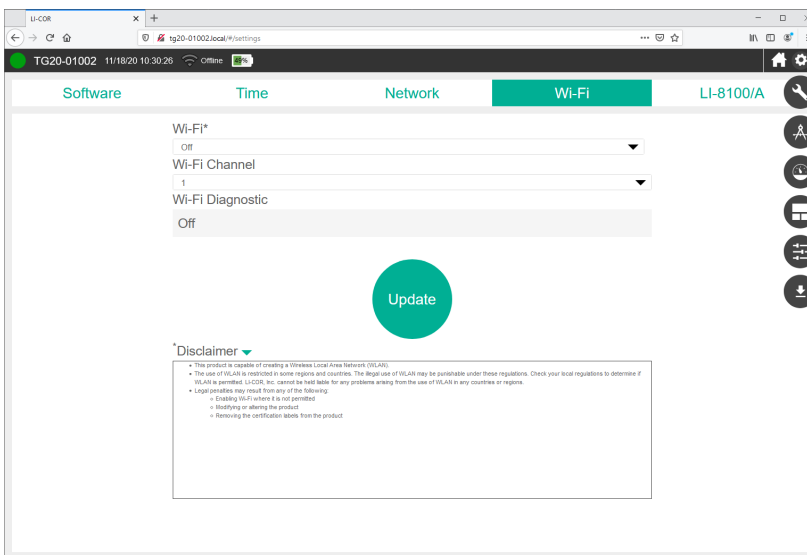 LI-COR
tg20-01002.local/#/settings
TG20-01002 11/18/20 10:30:26 Offline 49%
Software Time Network Wi-Fi LI-8100/A
Wi-Fi*
Off
Wi-Fi Channel
1
Wi-Fi Diagnostic
Off
Update
*Disclaimer
This product is capable of creating a Wireless Local Area Network (WLAN).
The use of WLAN is restricted in some regions and countries. The illegal use of WLAN may be punishable under these regulations. Check your local regulations to determine if
WLAN is permitted. LI-COR, Inc. cannot be held liable for any problems arising from the use of WLAN in any countries or regions.
Legal penalties may result from any of the following:
Enabling Wi-Fi where it is not permitted
Modifying or altering the product
Removing the certification labels from the product.